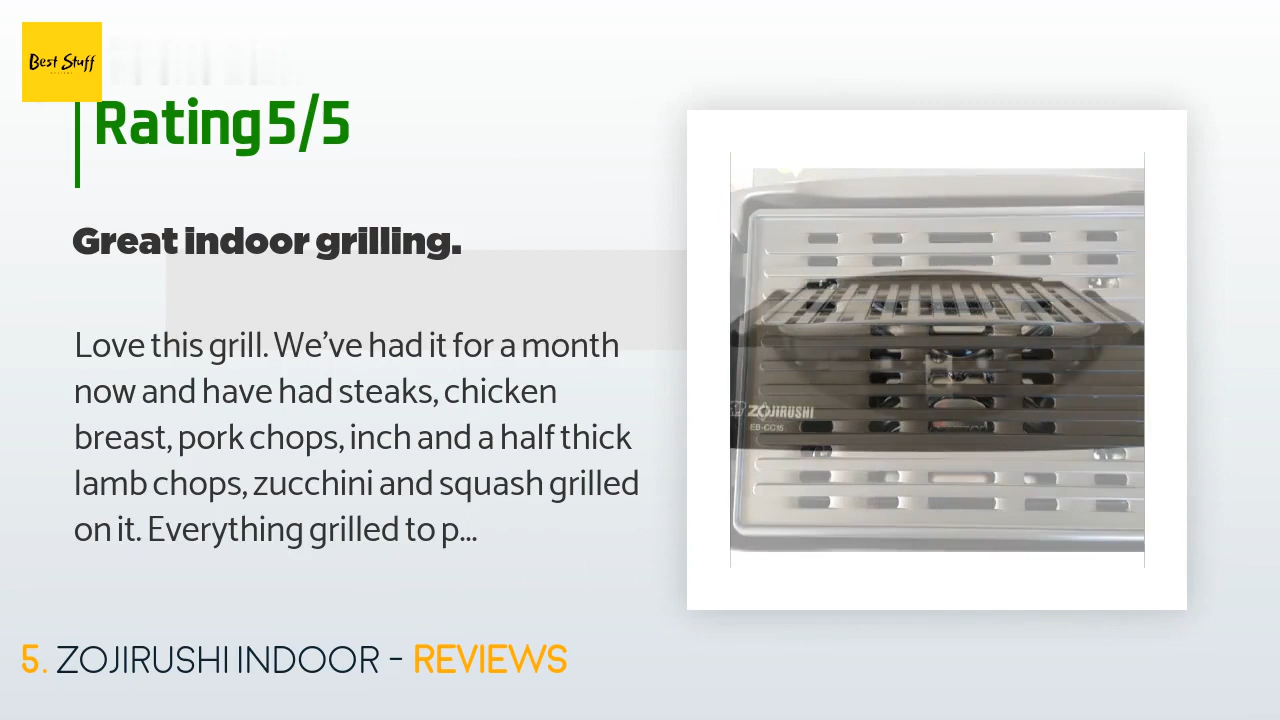 Best Stuff
Rating 5/5
Great indoor grilling.
Love this grill. We've had it for a month
now and have had steaks, chicken
breast, pork chops, inch and a half thick
lamb chops, zucchini and squash grilled
on it. Everything grilled to p...
ZOJIRUSHI
EB-CC15
5. ZOJIRUSHI INDOOR - REVIEWS